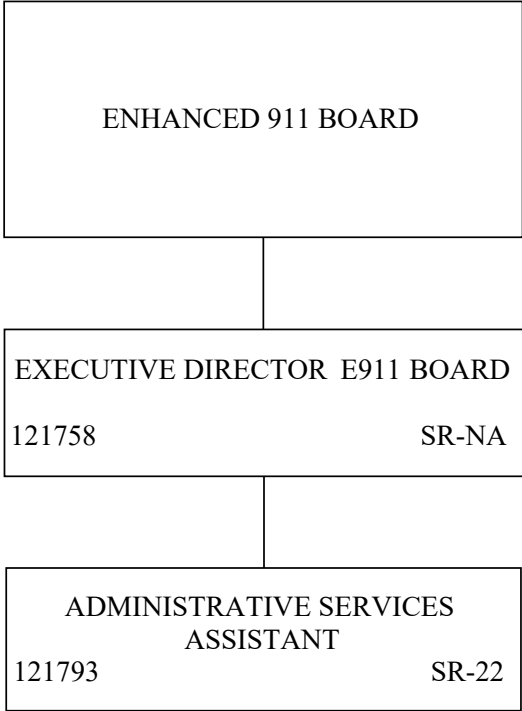 ENHANCED 911 BOARD
EXECUTIVE DIRECTOR E911 BOARD
121758 SR-NA
ADMINISTRATIVE SERVICES
ASSISTANT
121793 SR-22